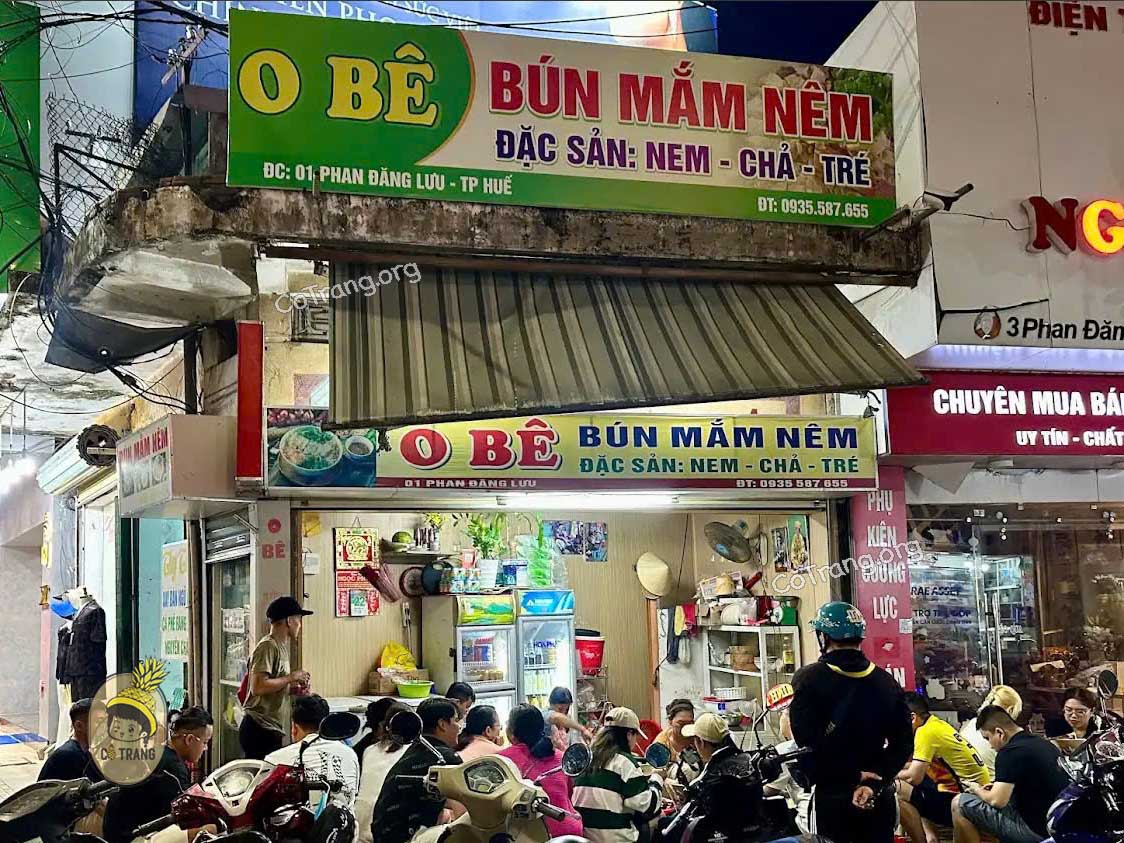 O BÊ
BÚN MẮM NÊM
ĐẶC SẢN: NEM - CHẢ - TRÉ
ĐC: 01 PHAN ĐĂNG LƯU - TP HUẾ
ĐT: 0935.587.655
ĐIỆN
NG
CoTrang.org
3 Phan Đăn
CHUYÊN MUA BÁ
UY TÍN - CHẤT
O BÊ
BÚN MẮM NÊM
ĐẶC SẢN: NEM - CHẢ - TRÉ
01 PHAN ĐĂNG LƯU
ĐT: 0935 587 655
BÚN MẮM NÊM
O
BÊ
PHỤ
KIỆN
CƯỜNG
LỰC
CoTrang.org
CÔ TRANG